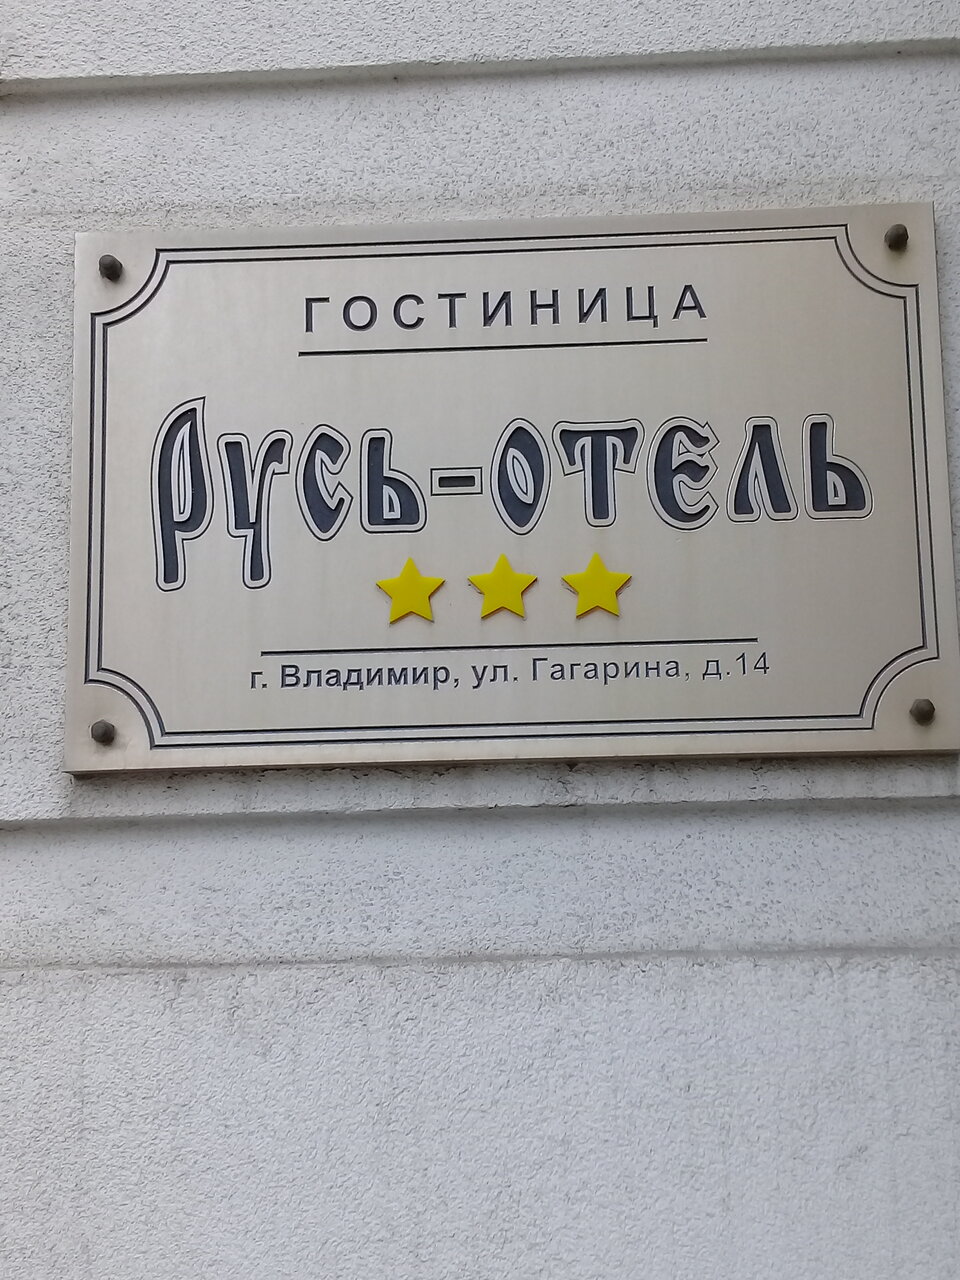 ГОСТИНИЦА
Русь-отель
г. Владимир, ул. Гагарина, д.14